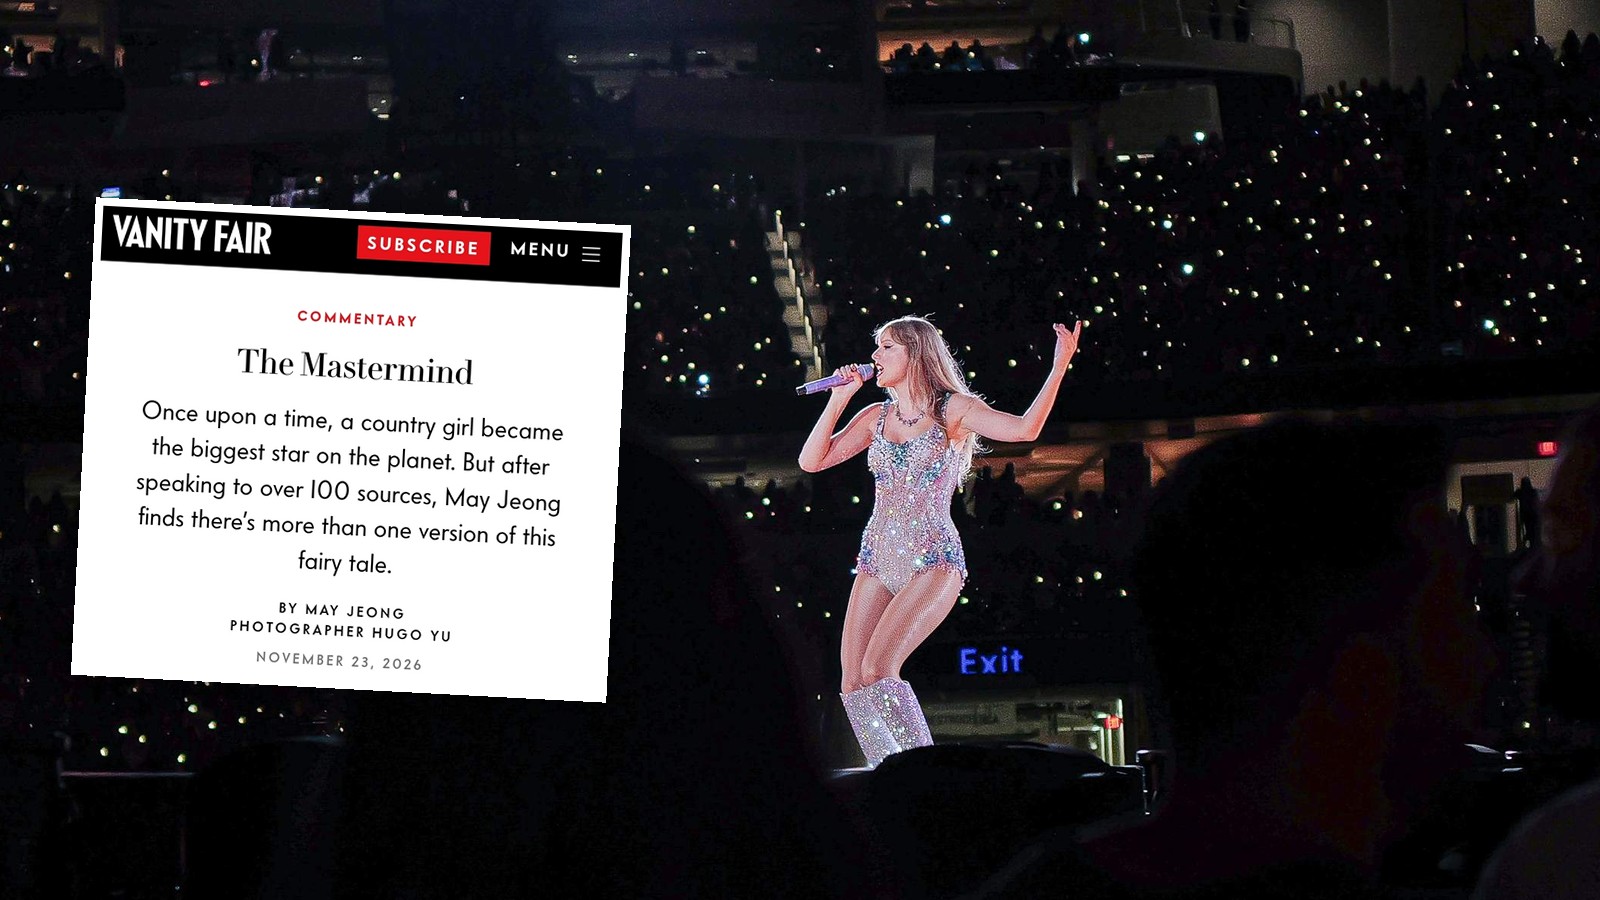 VANITY FAIR
SUBSCRIBE
MENU
COMMENTARY
The Mastermind
Once upon a time, a country girl became
the biggest star on the planet. But after
speaking to over 100 sources, May Jeong
finds there's more than one version of this
fairy tale.
BY MAY JEONG
PHOTOGRAPHER HUGO YU
NOVEMBER 23, 2026
Exit